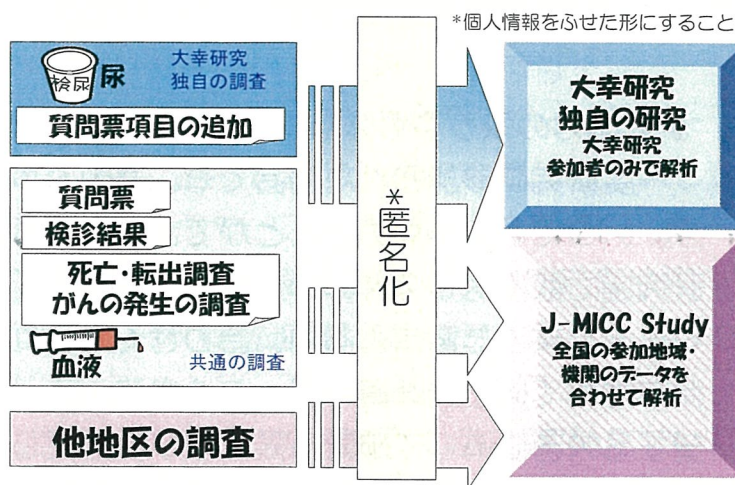 *個人情報をふせた形にすること
検尿
尿
大幸研究
独自の調査
質問票項目の追加
質問票
検診結果
死亡・転出調査
がんの発生の調査
血液
共通の調査
他地区の調査
*匿名化
大幸研究
独自の研究
大幸研究
参加者のみで解析
J-MICC Study
全国の参加地域・
機関のデータを
合わせて解析